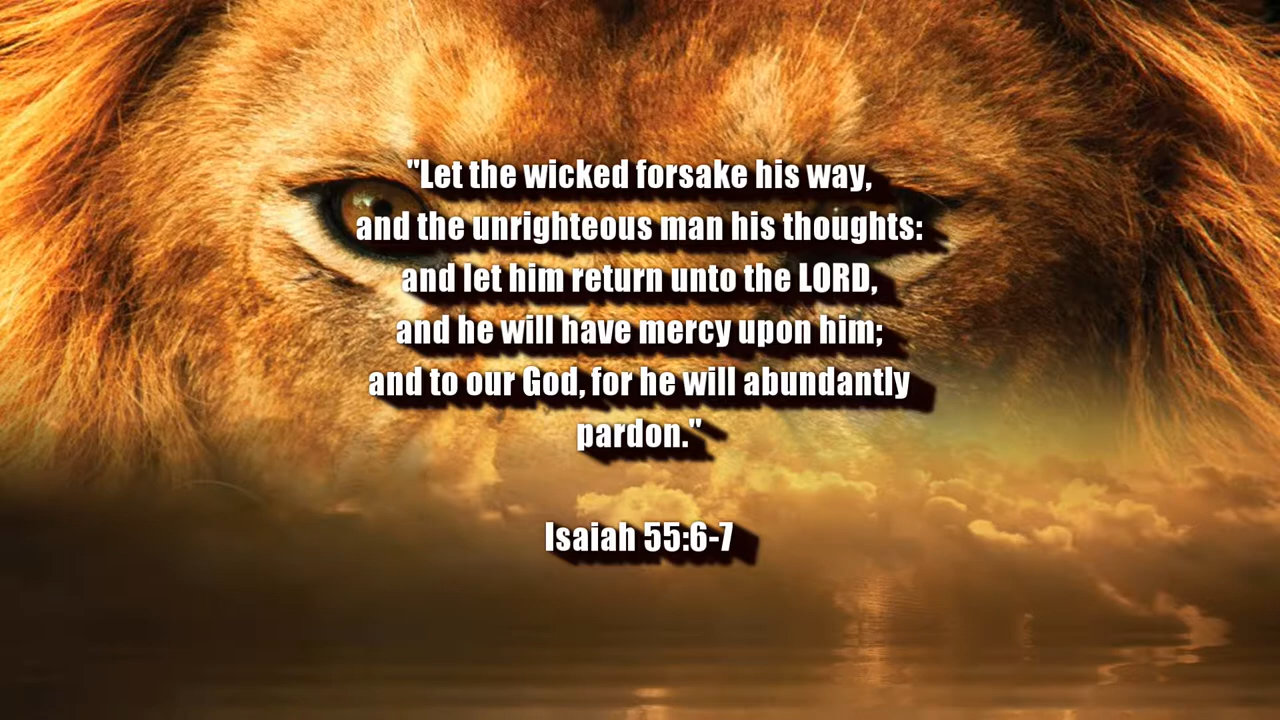 "Let the wicked forsake his way,
and the unrighteous man his thoughts:
and let him return unto the LORD,
and he will have mercy upon him;
and to our God, for he will abundantly
pardon."
Isaiah 55:6-7